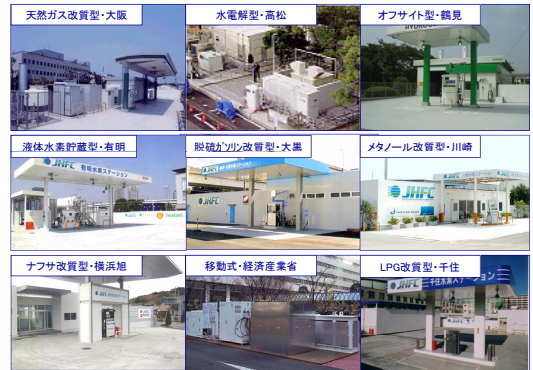 天然ガス改質型・大阪
水電解型・高松
オフサイト型・鶴見
HYDROGEN
液体水素貯蔵型・有明
脱硫ガソリン改質型・大黒
メタノール改質型・川崎
JHFC 有明水素ステーション
JHFC
JHFC
JHFC
ナフサ改質型・横浜旭
移動式・経済産業省
LPG改質型・千住
JHFC
JHFC 千住水素ステーション